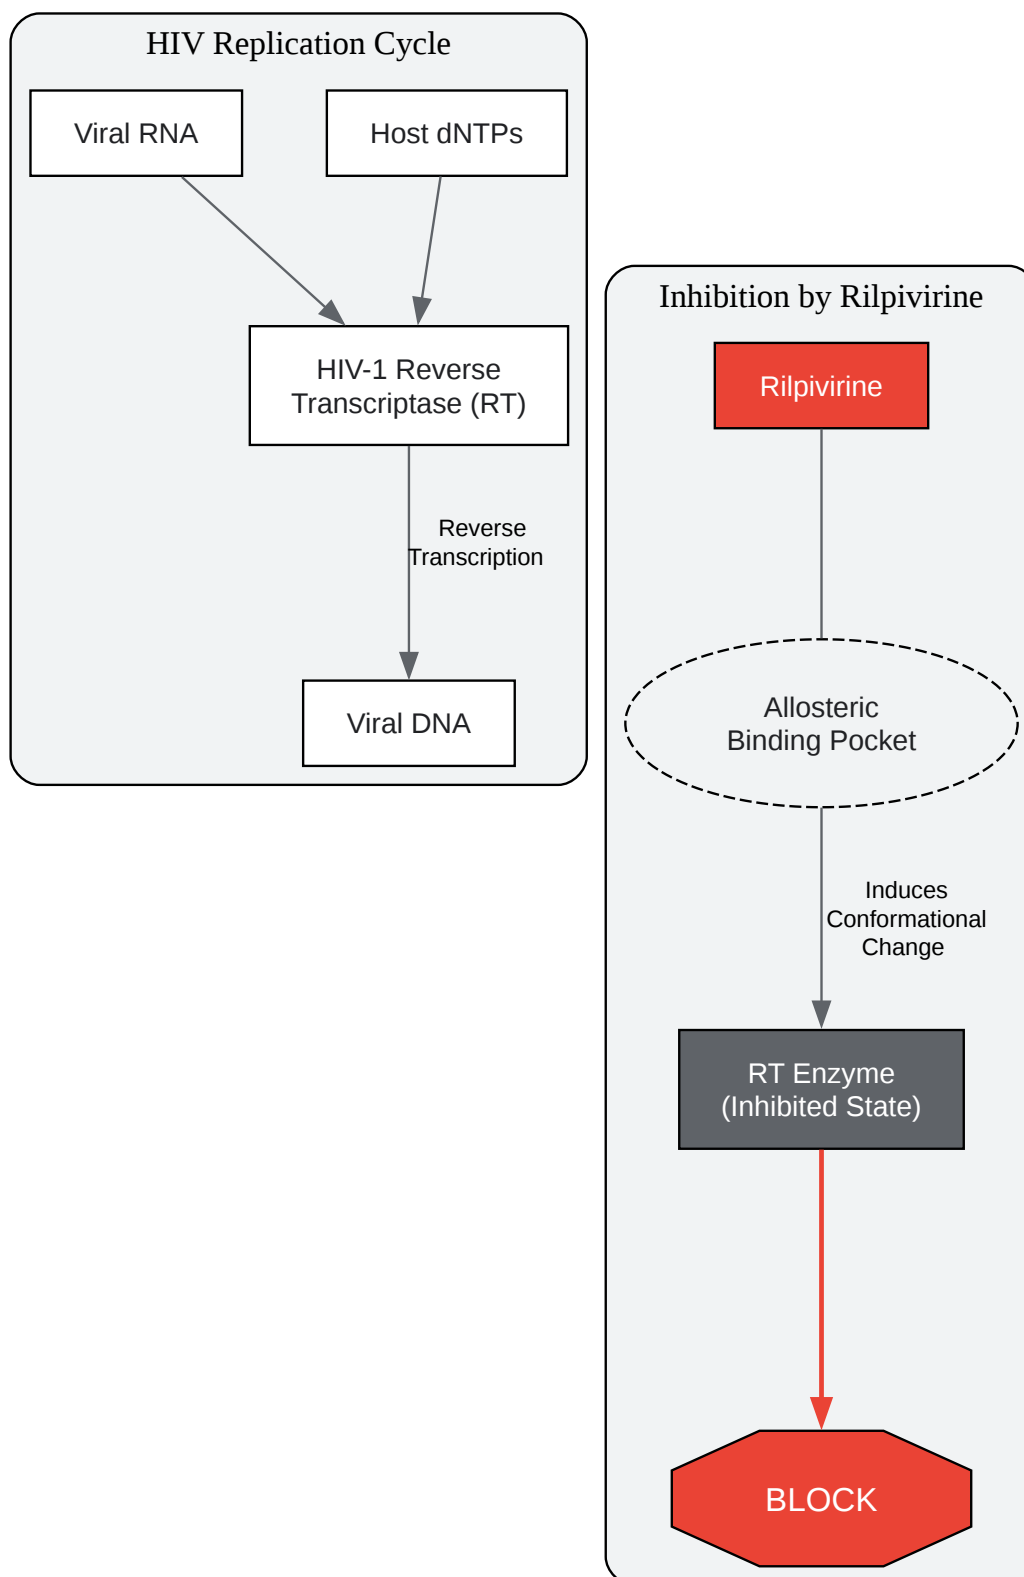 HIV Replication Cycle
Viral RNA
Host dNTPs
HIV-1 Reverse
Transcriptase (RT)
Reverse
Transcription
Viral DNA
Inhibition by Rilpivirine
Rilpivirine
Allosteric
Binding Pocket
Induces
Conformational
Change
RT Enzyme
(Inhibited State)
BLOCK